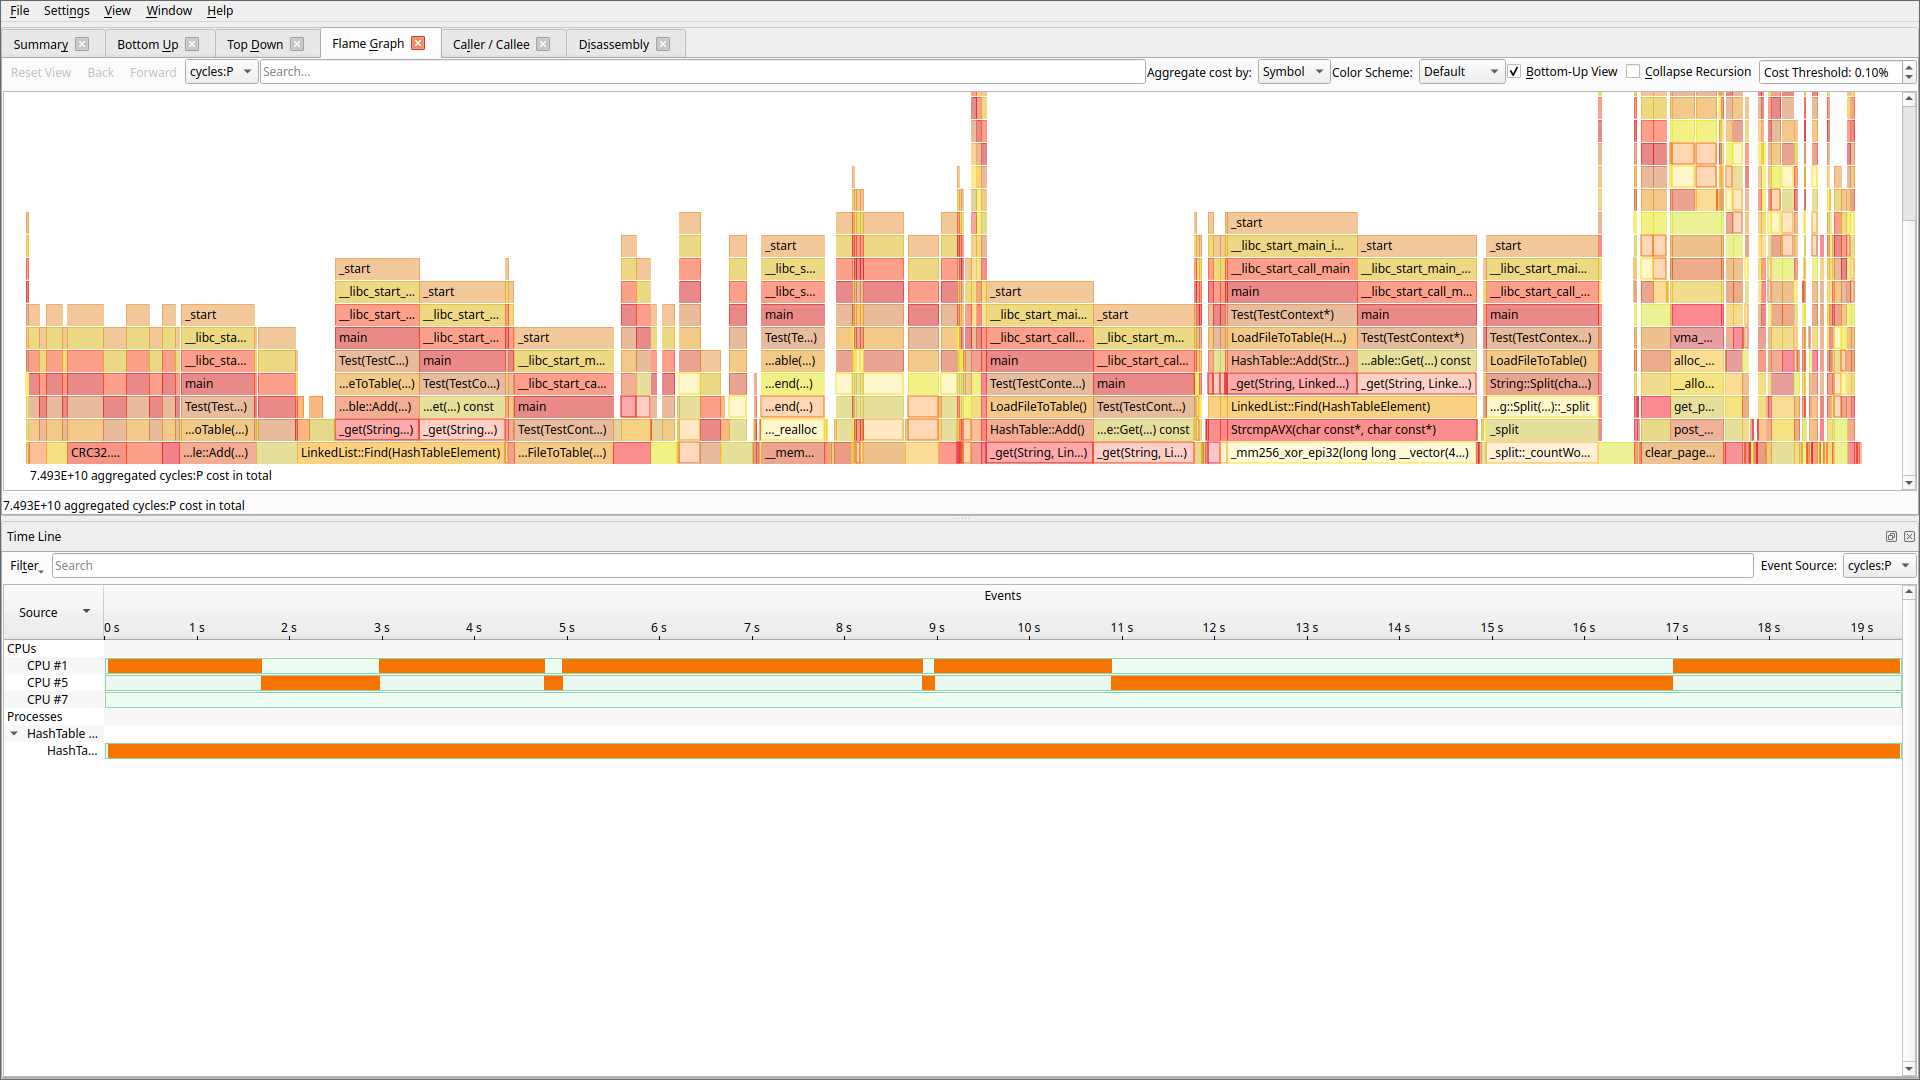 File Settings View Window Help
Summary Bottom Up Top Down Flame Graph Caller / Callee Disassembly
Reset View Back Forward cycles:P Search... Aggregate cost by: Symbol Color Scheme: Default Bottom-Up View Collapse Recursion Cost Threshold: 0.10%
_start
__libc_start_main_i... _start
_start _start
__libc_start_call_main __libc_start_main_...
_start __libc_s... __libc_start_mai...
__libc_start_... _start __libc_s... _start main __libc_start_call_m... __libc_start_call_...
_start __libc_start_... __libc_start_... main __libc_start_mai... _start Test(TestContext*) main main
__libc_sta... main __libc_start_... _start Test(Te...) __libc_start_call... __libc_start_m... LoadFileToTable(H...) Test(TestContext*) Test(TestContex...) vma_...
__libc_sta... Test(TestC...) main __libc_start_m... ...able(...) main __libc_start_cal... HashTable::Add(Str...) ...able::Get(...) const LoadFileToTable() alloc_...
main ...eToTable(...) Test(TestCo...) __libc_start_ca... ...end(...) Test(TestConte...) main _get(String, Linked...) _get(String, Linke...) String::Split(cha...) __allo...
Test(Test...) ...ble::Add(...) ...et(...) const main ...end(...) LoadFileToTable() Test(TestCont...) LinkedList::Find(HashTableElement) ...g::Split(...)::_split get_p...
...oTable(...) _get(String...) _get(String...) Test(TestCont...) ..._realloc HashTable::Add() ...e::Get(...) const StrcmpAVX(char const*, char const*) _split post_...
CRC32.... ...le::Add(...) LinkedList::Find(HashTableElement) ...FileToTable(...) __mem... _get(String, Lin...) _get(String, Li...) _mm256_xor_epi32(long long __vector(4...) _split::_countWo... clear_page...
7.493E+10 aggregated cycles:P cost in total
7.493E+10 aggregated cycles:P cost in total
Time Line
Filter Search Event Source: cycles:P
Source Events
0 s 1 s 2 s 3 s 4 s 5 s 6 s 7 s 8 s 9 s 10 s 11 s 12 s 13 s 14 s 15 s 16 s 17 s 18 s 19 s
CPUs
CPU #1
CPU #5
CPU #7
Processes
HashTable ...
HashTa...